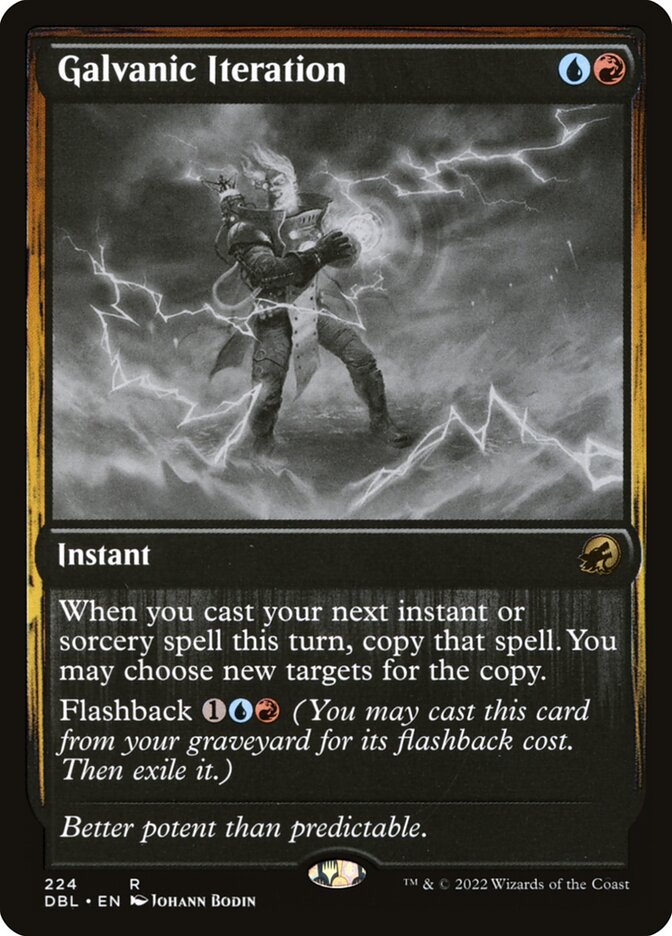 Galvanic Iteration
Instant
When you cast your next instant or
sorcery spell this turn, copy that spell. You
may choose new targets for the copy.
Flashback 1 (You may cast this card
from your graveyard for its flashback cost.
Then exile it.)
Better potent than predictable.
224 R
DBL • EN Johann Bodin
™ & © 2022 Wizards of the Coast